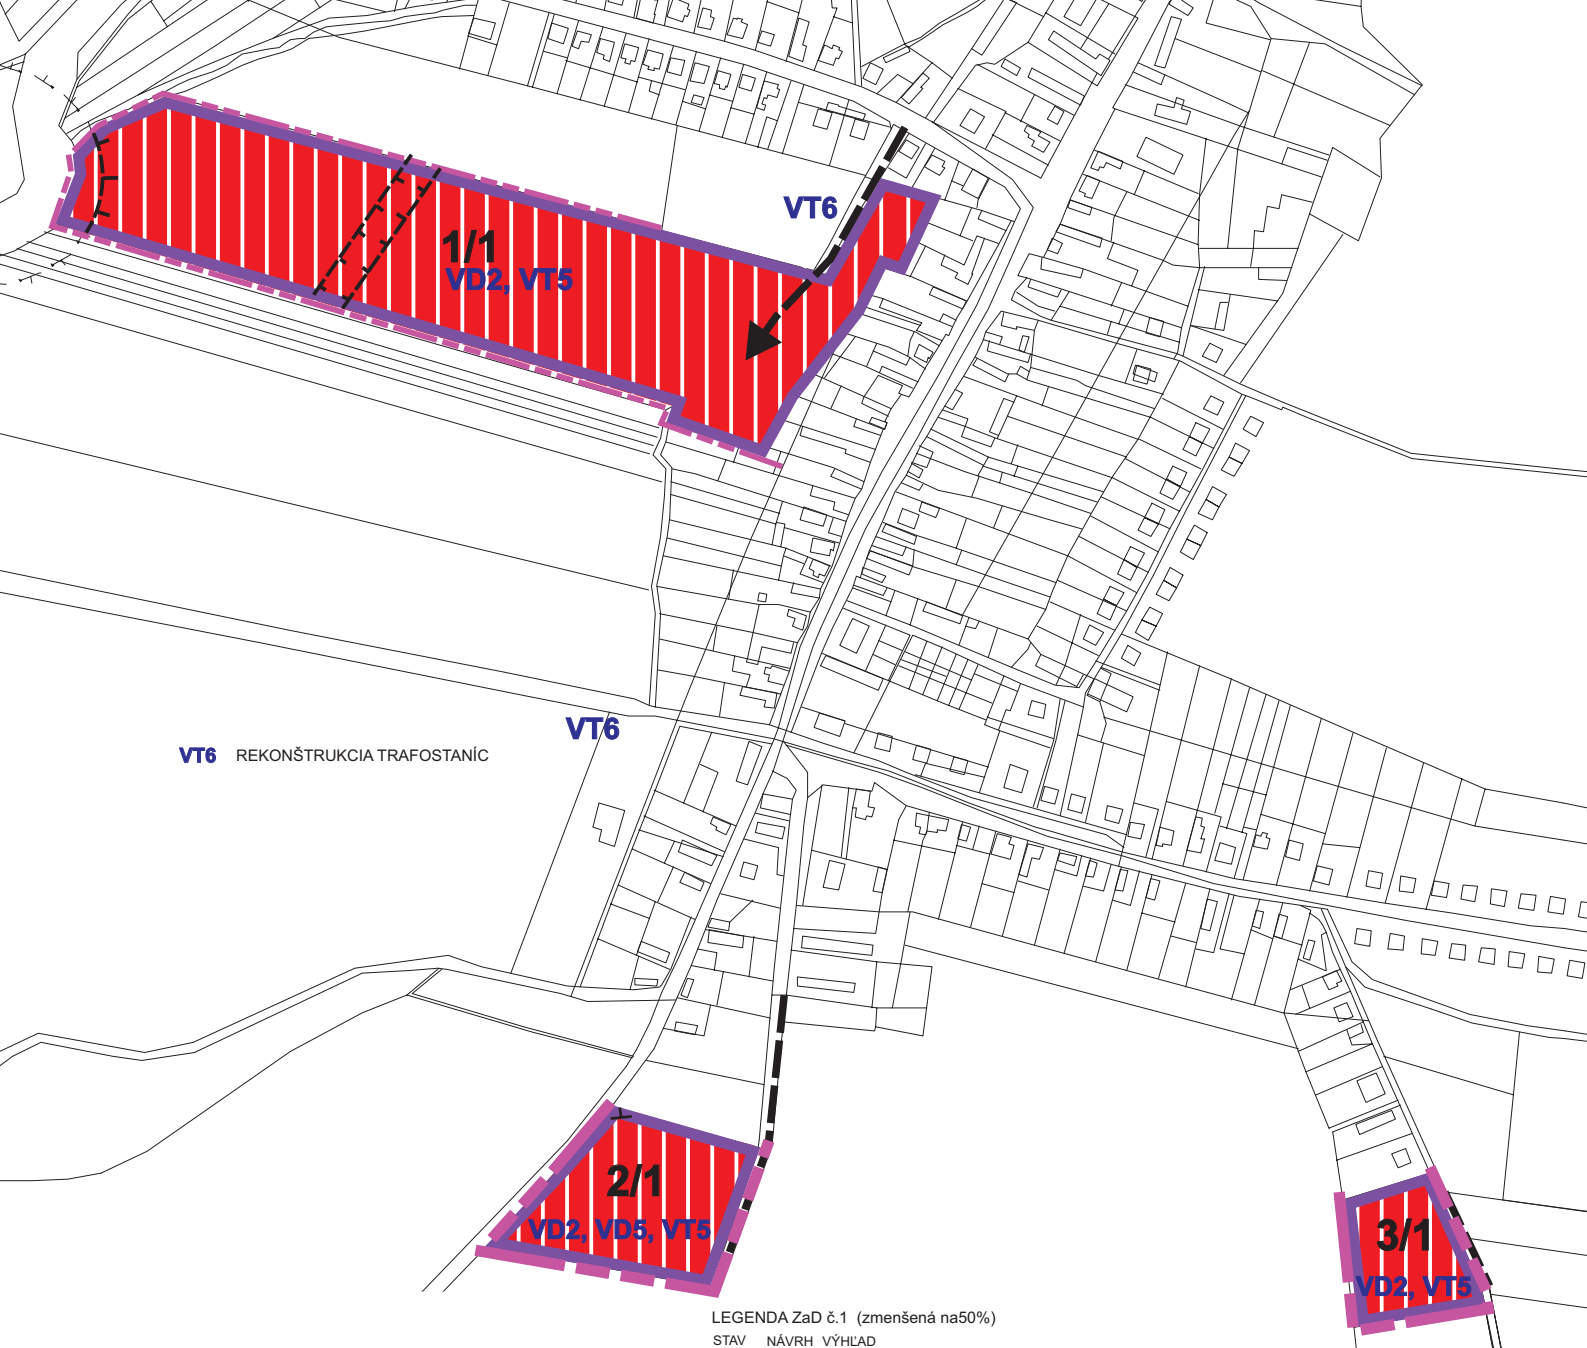 VT6
1/1
VD2, VT5
VT6
VT6 REKONŠTRUKCIA TRAFOSTANÍC
2/1
VD2, VD5, VT5
3/1
VD2, VT5
LEGENDA ZaD č.1 (zmenšená na50%)
STAV NÁVRH VÝHĽAD